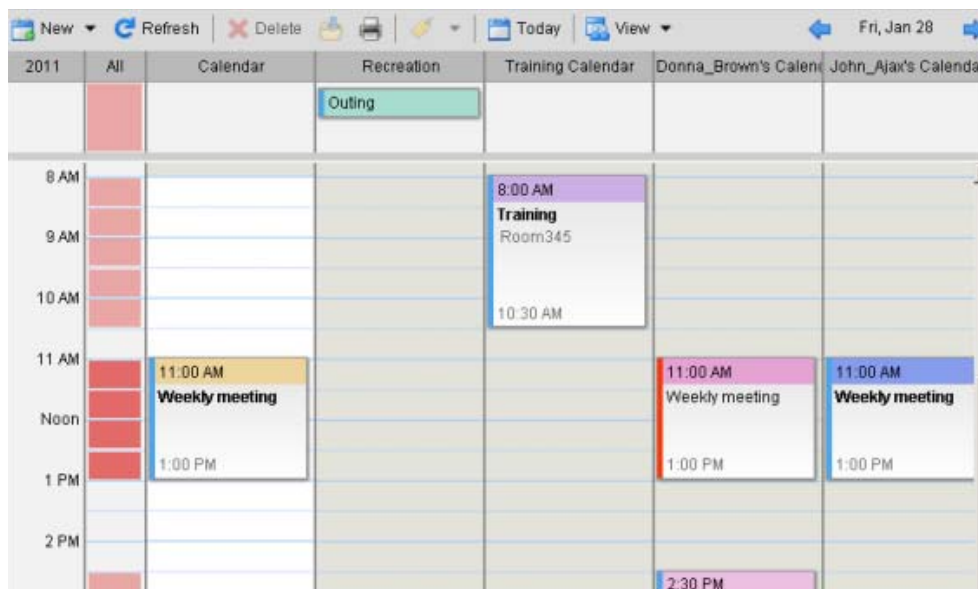 New Refresh Delete Today View Fri, Jan 28
2011 All Calendar Recreation Training Calendar Donna_Brown's Calen John_Ajax's Calenda
Outing
8 AM
8:00 AM
Training
Room345
9 AM
10 AM
10:30 AM
11 AM
11:00 AM 11:00 AM 11:00 AM
Weekly meeting Weekly meeting Weekly meeting
Noon
1:00 PM 1:00 PM 1:00 PM
1 PM
2 PM
2:30 PM